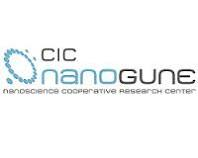 CIC
nanoGUNE
nanoscience cooperative research center